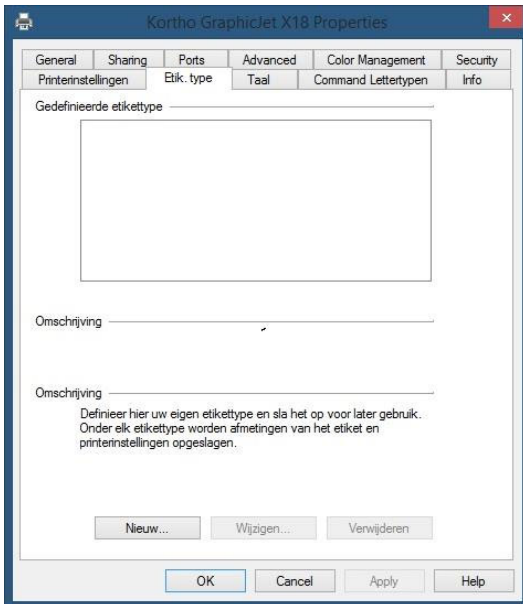 Kortho GraphicJet X18 Properties
General Sharing Ports Advanced Color Management Security
Printerinstellingen Etik. type Taal Command Lettertypen Info
Gedefinieerde etikettype
Omschrijving
Omschrijving
Definieer hier uw eigen etikettype en sla het op voor later gebruik.
Onder elk etikettype worden afmetingen van het etiket en
printerinstellingen opgeslagen.
Nieuw... Wijzigen... Verwijderen
OK Cancel Apply Help